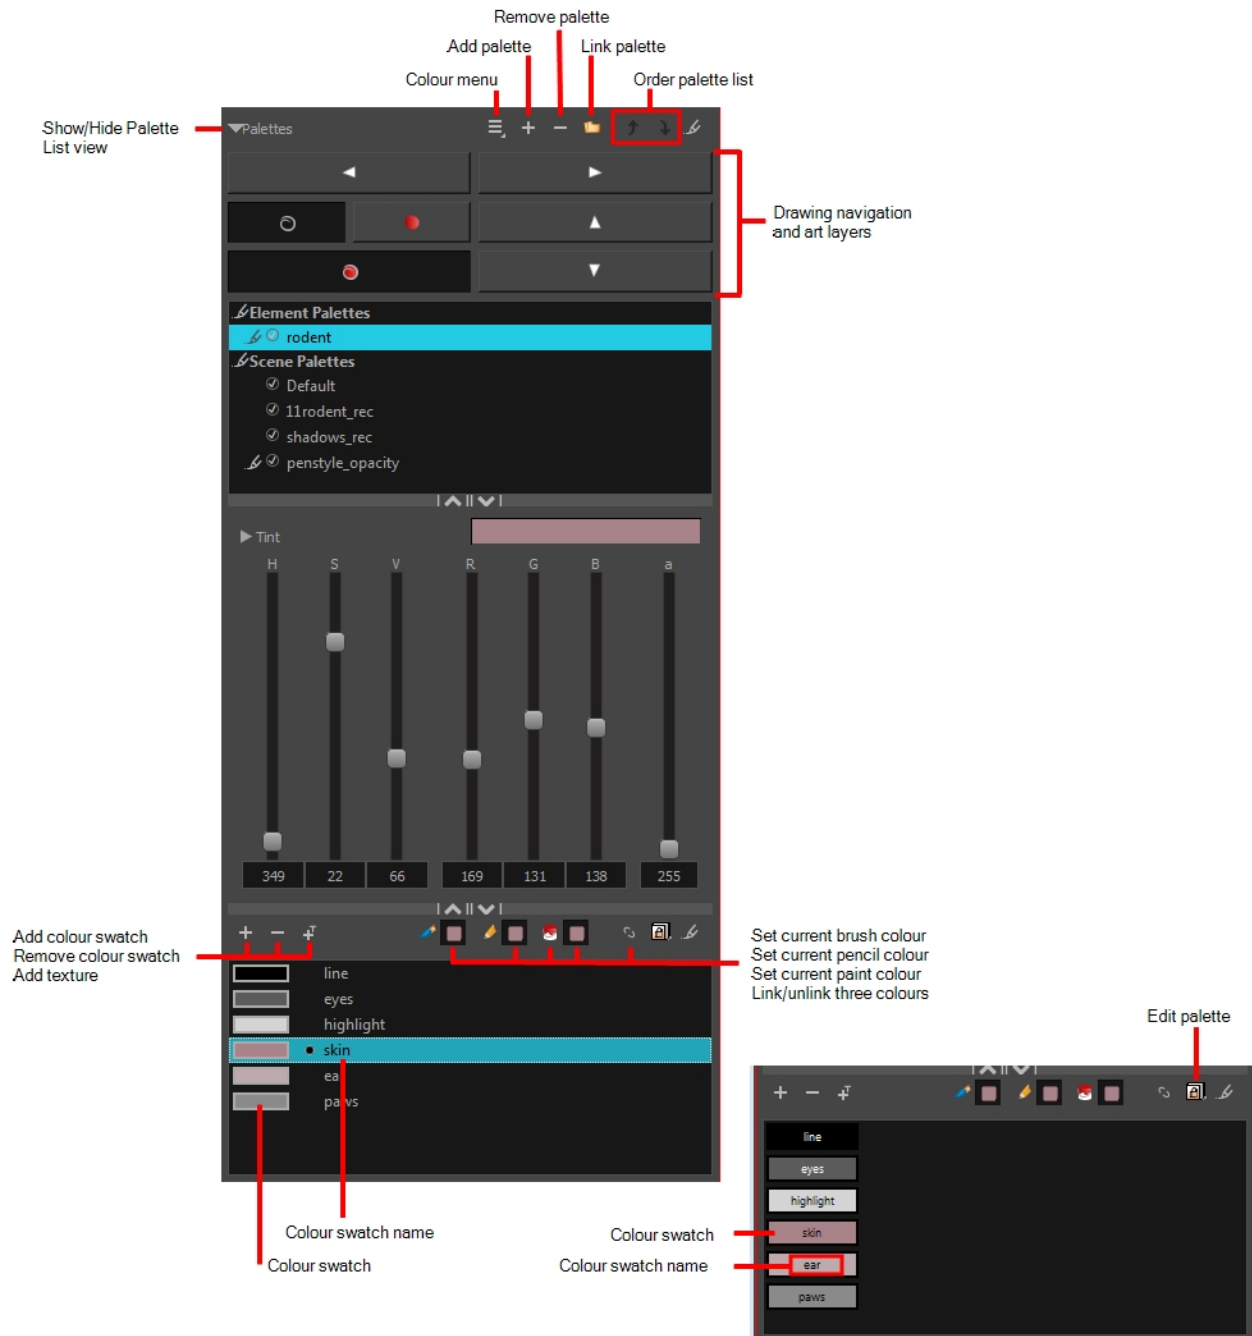 Remove palette
Add palette
Link palette
Colour menu
Order palette list
Show/Hide Palette
List view
Palettes
Drawing navigation
and art layers
Element Palettes
rodent
Scene Palettes
Default
11rodent_rec
shadows_rec
penstyle_opacity
Tint
H S V R G B a
349 22 66 169 131 138 255
Add colour swatch
Remove colour swatch
Add texture
Set current brush colour
Set current pencil colour
Set current paint colour
Link/unlink three colours
line
eyes
highlight
skin
ear
paws
Colour swatch name
Colour swatch
Edit palette
line
eyes
highlight
skin
ear
paws
Colour swatch
Colour swatch name